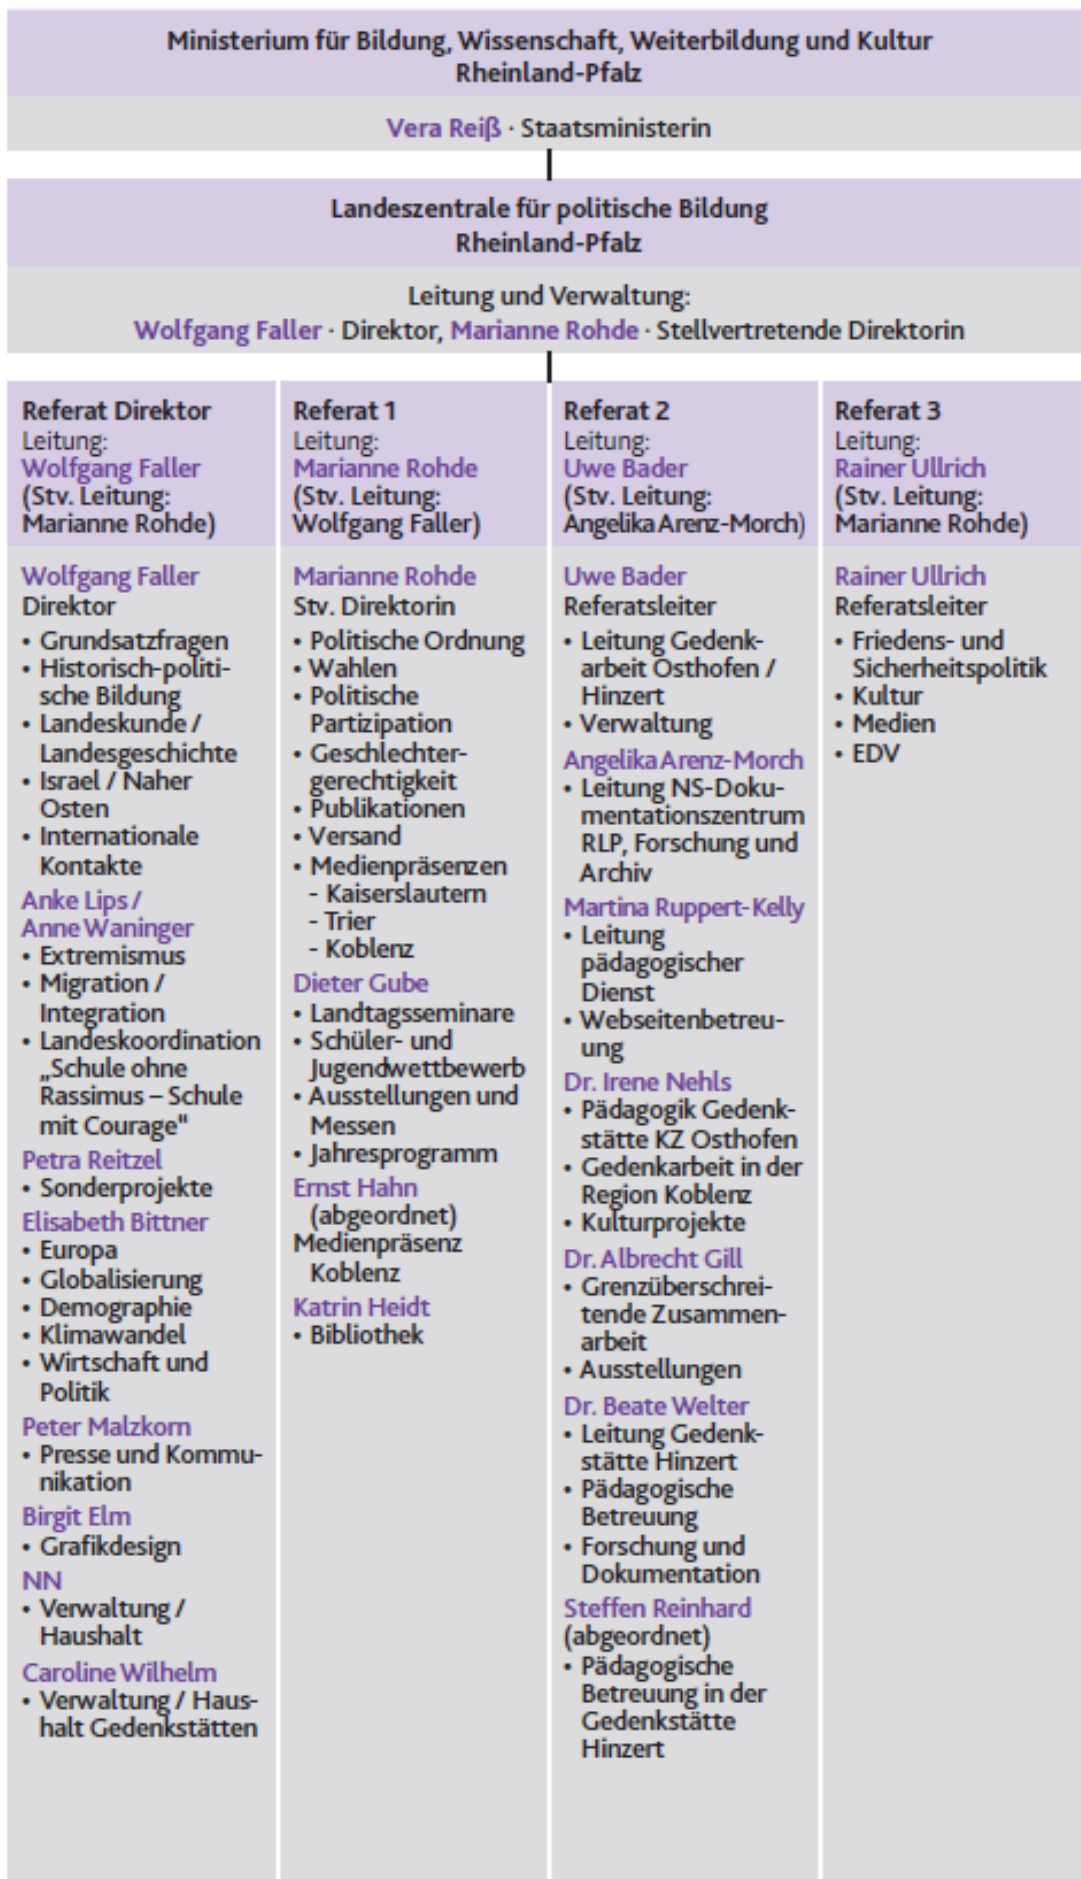 Ministerium für Bildung, Wissenschaft, Weiterbildung und Kultur
Rheinland-Pfalz
Vera Reiß · Staatsministerin
Landeszentrale für politische Bildung
Rheinland-Pfalz
Leitung und Verwaltung:
Wolfgang Faller · Direktor, Marianne Rohde · Stellvertretende Direktorin
Referat Direktor
Leitung:
Wolfgang Faller
(Stv. Leitung:
Marianne Rohde)
Wolfgang Faller
Direktor
• Grundsatzfragen
• Historisch-politi-
sche Bildung
• Landeskunde /
Landesgeschichte
• Israel / Naher
Osten
• Internationale
Kontakte
Anke Lips /
Anne Waninger
• Extremismus
• Migration /
Integration
• Landeskoordination
„Schule ohne
Rassimus – Schule
mit Courage"
Petra Reitzel
• Sonderprojekte
Elisabeth Bittner
• Europa
• Globalisierung
• Demographie
• Klimawandel
• Wirtschaft und
Politik
Peter Malzkorn
• Presse und Kommu-
nikation
Birgit Elm
• Grafikdesign
NN
• Verwaltung /
Haushalt
Caroline Wilhelm
• Verwaltung / Haus-
halt Gedenkstätten
Referat 1
Leitung:
Marianne Rohde
(Stv. Leitung:
Wolfgang Faller)
Marianne Rohde
Stv. Direktorin
• Politische Ordnung
• Wahlen
• Politische
Partizipation
• Geschlechter-
gerechtigkeit
• Publikationen
• Versand
• Medienpräsenzen
- Kaiserslautern
- Trier
- Koblenz
Dieter Gube
• Landtagsseminare
• Schüler- und
Jugendwettbewerb
• Ausstellungen und
Messen
• Jahresprogramm
Ernst Hahn
(abgeordnet)
Medienpräsenz
Koblenz
Katrin Heidt
• Bibliothek
Referat 2
Leitung:
Uwe Bader
(Stv. Leitung:
Angelika Arenz-Morch)
Uwe Bader
Referatsleiter
• Leitung Gedenk-
arbeit Osthofen /
Hinzert
• Verwaltung
Angelika Arenz-Morch
• Leitung NS-Doku-
mentationszentrum
RLP, Forschung und
Archiv
Martina Ruppert-Kelly
• Leitung
pädagogischer
Dienst
• Webseitenbetreu-
ung
Dr. Irene Nehls
• Pädagogik Gedenk-
stätte KZ Osthofen
• Gedenkarbeit in der
Region Koblenz
• Kulturprojekte
Dr. Albrecht Gill
• Grenzüberschrei-
tende Zusammen-
arbeit
• Ausstellungen
Dr. Beate Welter
• Leitung Gedenk-
stätte Hinzert
• Pädagogische
Betreuung
• Forschung und
Dokumentation
Steffen Reinhard
(abgeordnet)
• Pädagogische
Betreuung in der
Gedenkstätte
Hinzert
Referat 3
Leitung:
Rainer Ullrich
(Stv. Leitung:
Marianne Rohde)
Rainer Ullrich
Referatsleiter
• Friedens- und
Sicherheitspolitik
• Kultur
• Medien
• EDV